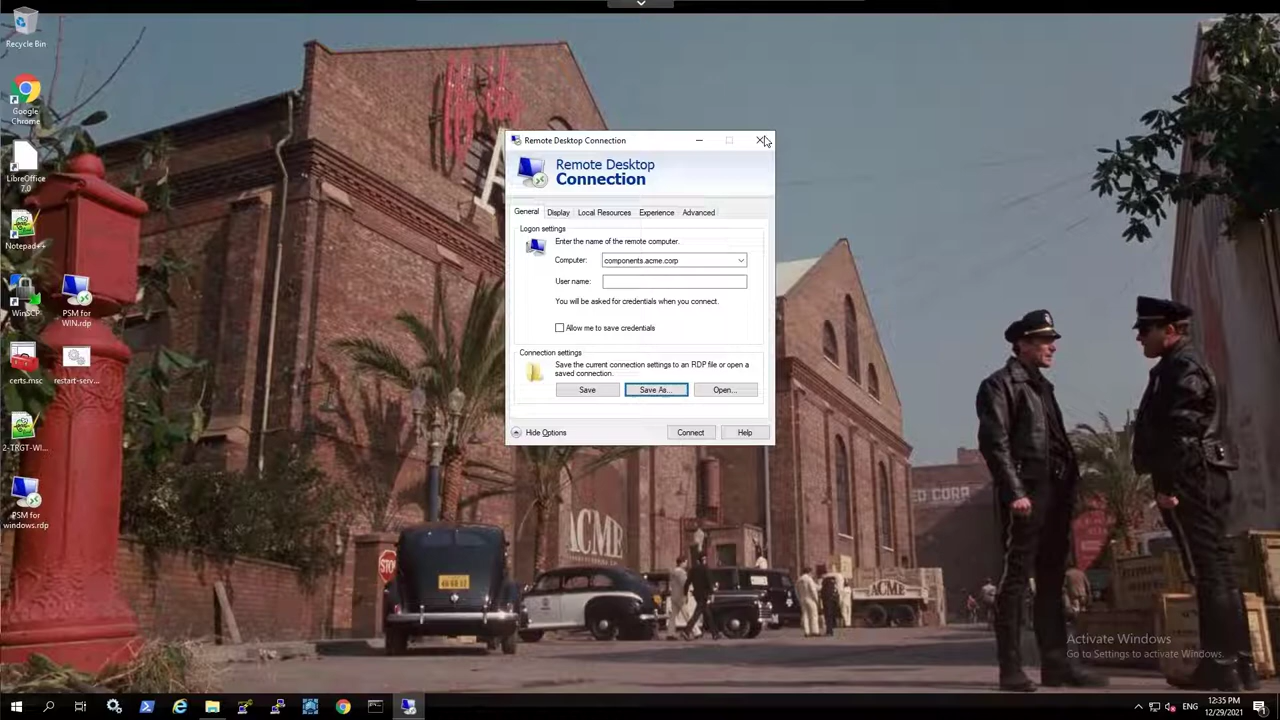 Recycle Bin
Google
Chrome
LibreOffice
7.0
Notepad++
WinSCP
PSM for
WIN.rdp
certs.msc
restart-serv...
2-TRGT-WI...
PSM for
windows.rdp
Remote Desktop Connection
Remote Desktop
Connection
General Display Local Resources Experience Advanced
Logon settings
Enter the name of the remote computer.
Computer: components.acme.corp
User name:
You will be asked for credentials when you connect.
Allow me to save credentials
Connection settings
Save the current connection settings to an RDP file or open a
saved connection.
Save Save As... Open...
Hide Options Connect Help
STOP
ACME
ACME
CORP
Activate Windows
Go to Settings to activate Windows.
ENG
12:35 PM
12/29/2021